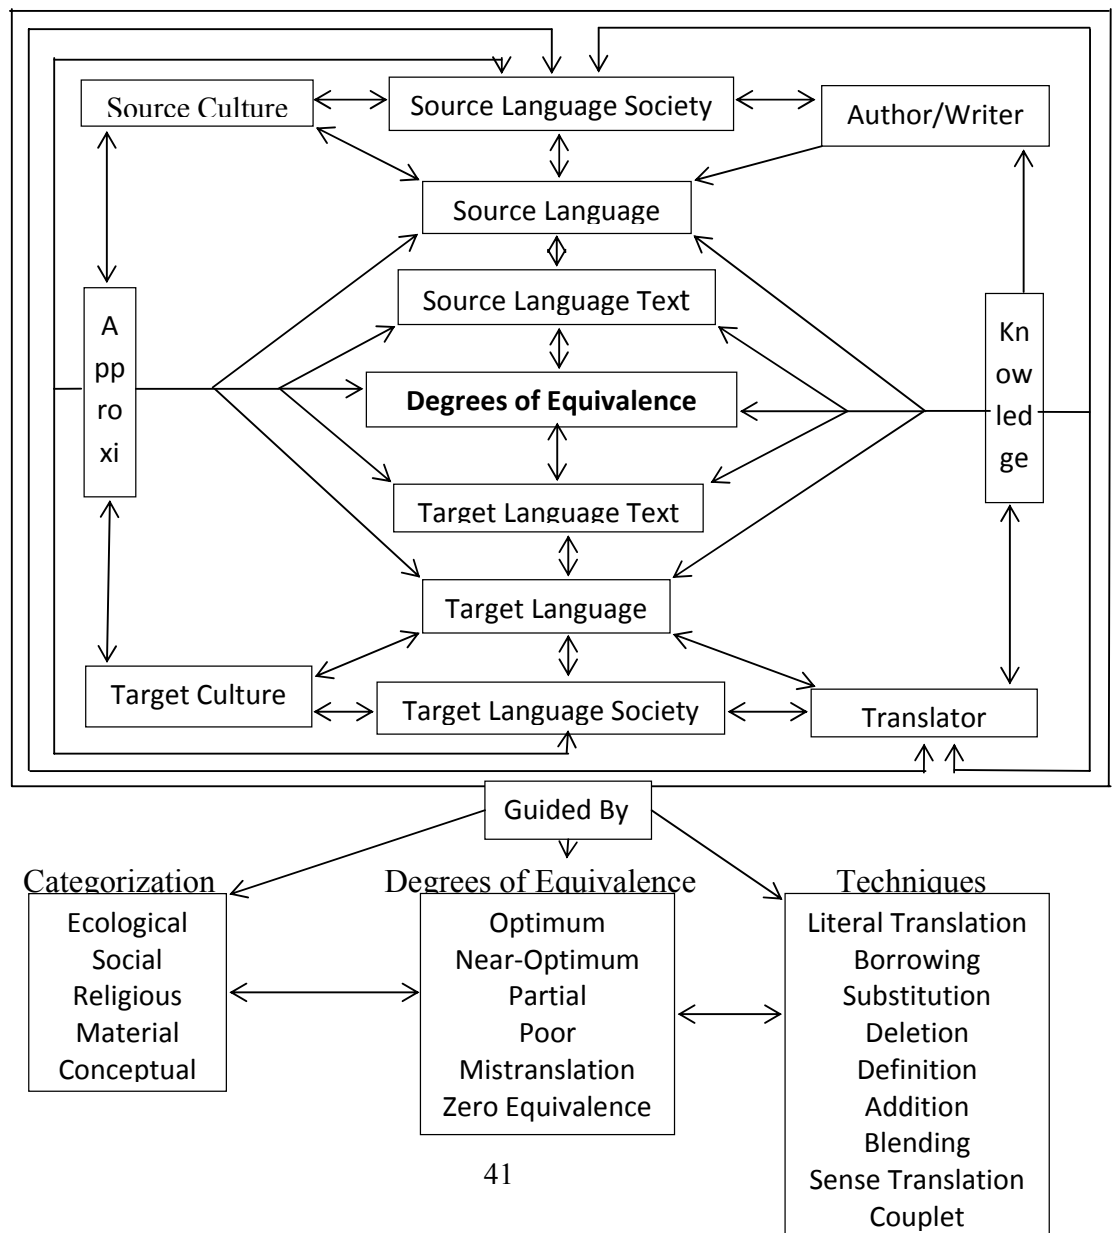 Source Culture
Source Language Society
Author/Writer
Source Language
Source Language Text
A
pp
ro
xi
Kn
ow
led
ge
Degrees of Equivalence
Target Language Text
Target Language
Target Culture
Target Language Society
Translator
Guided By
Categorization
Ecological
Social
Religious
Material
Conceptual
Degrees of Equivalence
Optimum
Near-Optimum
Partial
Poor
Mistranslation
Zero Equivalence
Techniques
Literal Translation
Borrowing
Substitution
Deletion
Definition
Addition
Blending
Sense Translation
Couplet
41